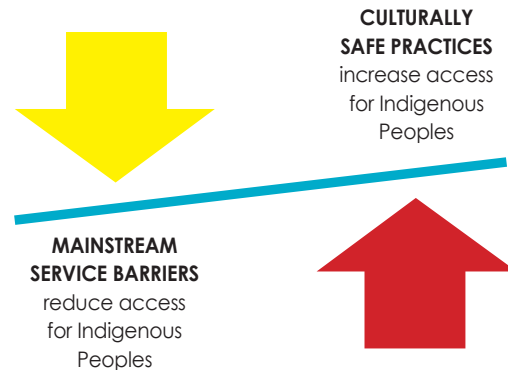 CULTURALLY
SAFE PRACTICES
increase access
for Indigenous
Peoples
MAINSTREAM
SERVICE BARRIERS
reduce access
for Indigenous
Peoples